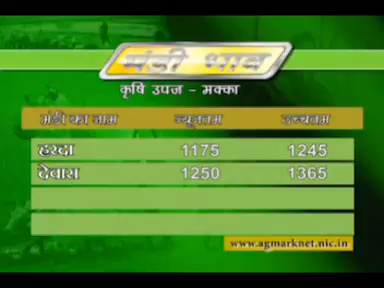 मंडी भाव
कृषि उपज - मक्का
मंडी का नाम न्यूनतम उच्चतम
हरदा 1175 1245
देवास 1250 1365
www.agmarknet.nic.in